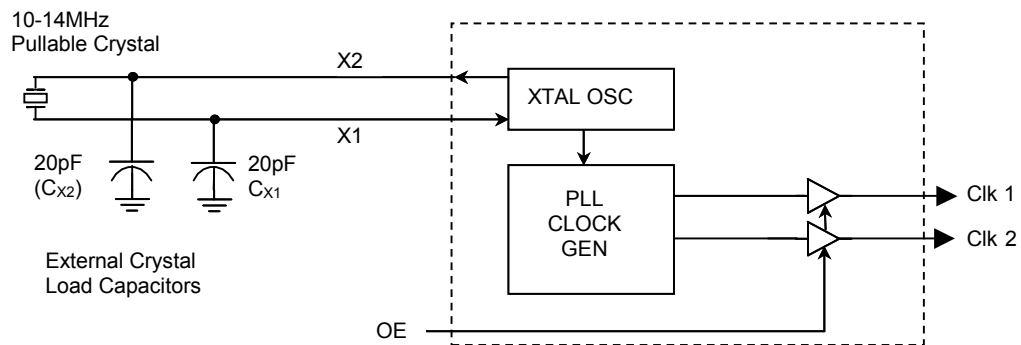 10-14MHz
Pullable Crystal
X2
XTAL OSC
X1
20pF
(CX2)
20pF
CX1
PLL
CLOCK
GEN
Clk 1
Clk 2
External Crystal
Load Capacitors
OE